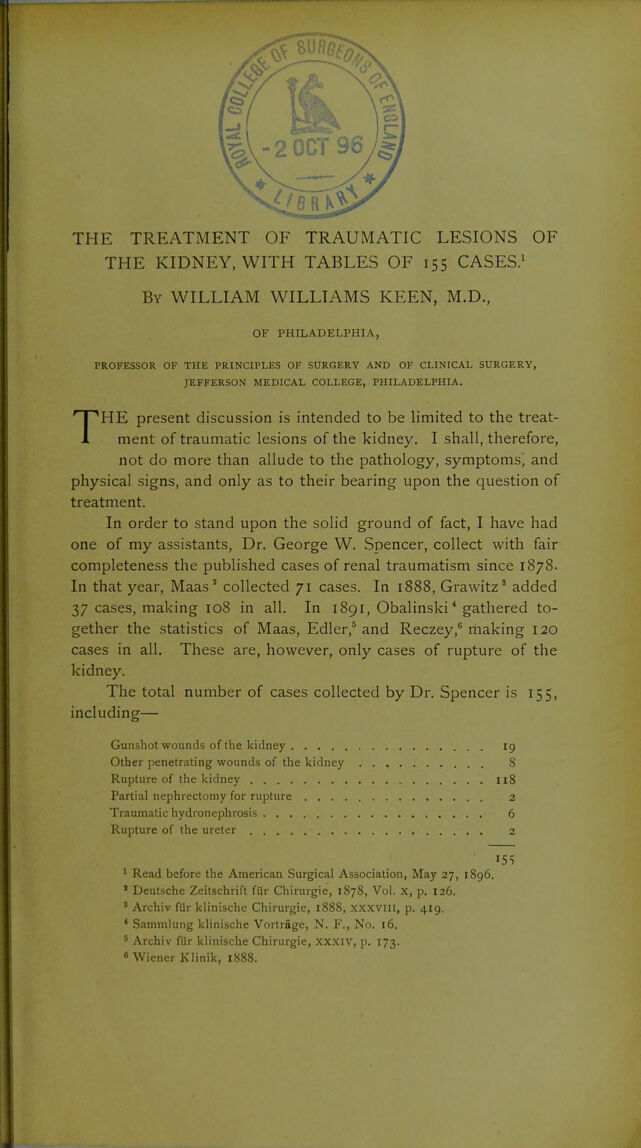 ROYAL COLLEGE OF SURGEONS OF ENGLAND
-2 OCT 96
* LIBRARY *
THE TREATMENT OF TRAUMATIC LESIONS OF
THE KIDNEY, WITH TABLES OF 155 CASES.¹
By WILLIAM WILLIAMS KEEN, M.D.,
OF PHILADELPHIA,
PROFESSOR OF THE PRINCIPLES OF SURGERY AND OF CLINICAL SURGERY,
JEFFERSON MEDICAL COLLEGE, PHILADELPHIA.
THE present discussion is intended to be limited to the treat-
ment of traumatic lesions of the kidney. I shall, therefore,
not do more than allude to the pathology, symptoms, and
physical signs, and only as to their bearing upon the question of
treatment.
In order to stand upon the solid ground of fact, I have had
one of my assistants, Dr. George W. Spencer, collect with fair
completeness the published cases of renal traumatism since 1878.
In that year, Maas² collected 71 cases. In 1888, Grawitz³ added
37 cases, making 108 in all. In 1891, Obalinski⁴ gathered to-
gether the statistics of Maas, Edler,⁵ and Reczey,⁶ making 120
cases in all. These are, however, only cases of rupture of the
kidney.
The total number of cases collected by Dr. Spencer is 155,
including—
Gunshot wounds of the kidney . . . . . . . . . . . . . . . 19
Other penetrating wounds of the kidney . . . . . . . . . . 8
Rupture of the kidney . . . . . . . . . . . . . . . . . . . 118
Partial nephrectomy for rupture . . . . . . . . . . . . . . 2
Traumatic hydronephrosis . . . . . . . . . . . . . . . . . 6
Rupture of the ureter . . . . . . . . . . . . . . . . . . . 2
155
¹ Read before the American Surgical Association, May 27, 1896.
² Deutsche Zeitschrift für Chirurgie, 1878, Vol. X, p. 126.
³ Archiv für klinische Chirurgie, 1888, XXXVIII, p. 419.
⁴ Sammlung klinische Vorträge, N. F., No. 16.
⁵ Archiv für klinische Chirurgie, XXXIV, p. 173.
⁶ Wiener Klinik, 1888.